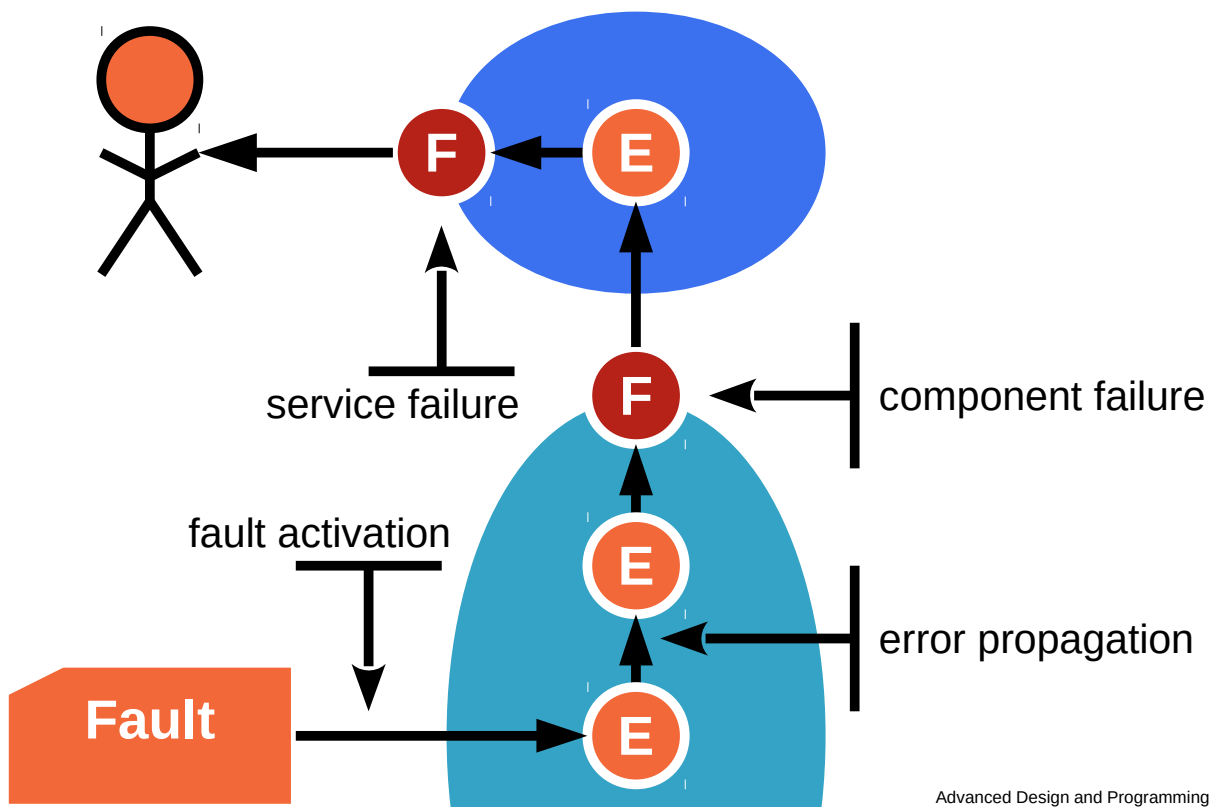 F
E
service failure
F
component failure
fault activation
E
error propagation
Fault
E
Advanced Design and Programming